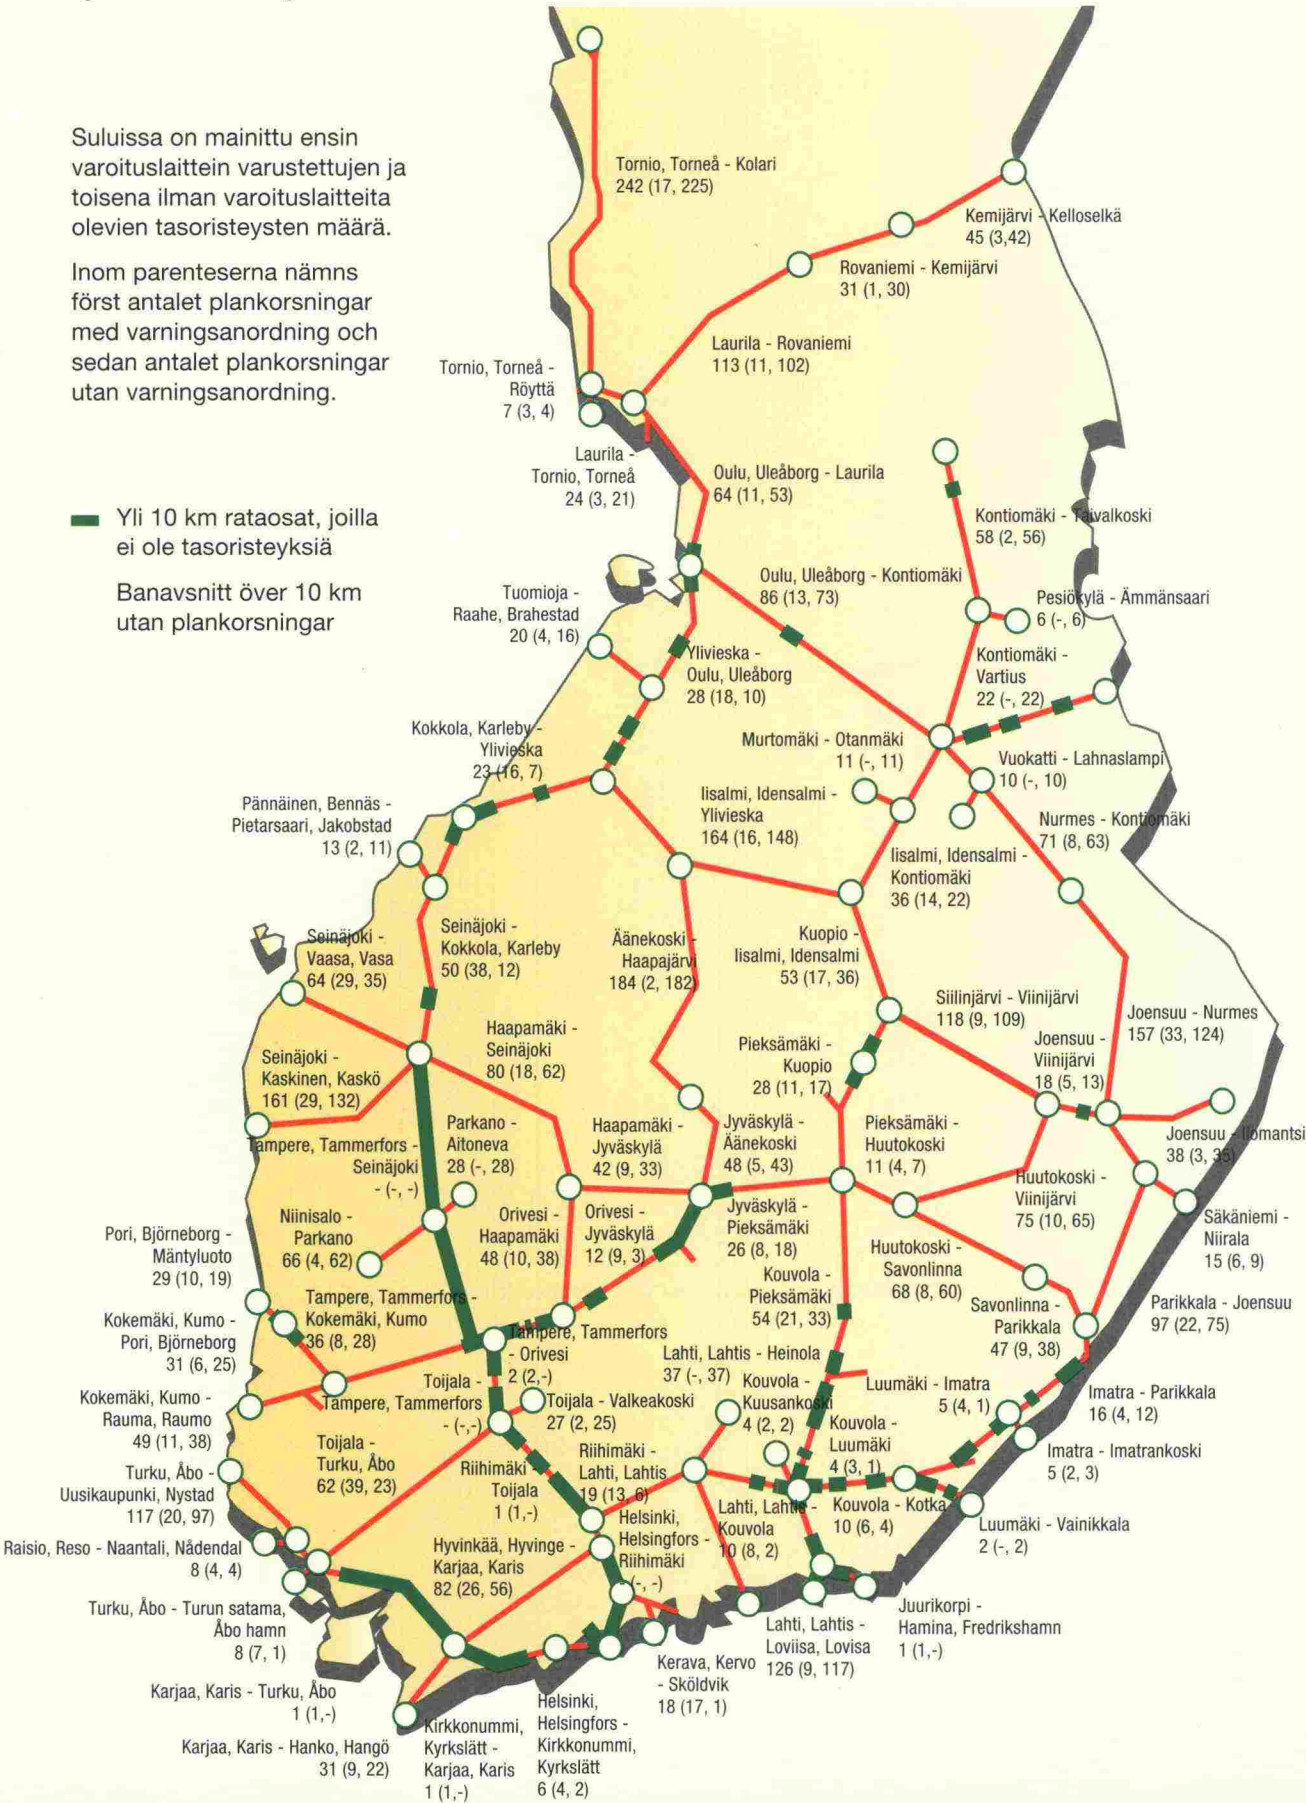 Suluissa on mainittu ensin
varoituslaittein varustettujen ja
toisena ilman varoituslaitteita
olevien tasoristeysten määrä.
Inom parenteserna nämns
först antalet plankorsningar
med varningsanordning och
sedan antalet plankorsningar
utan varningsanordning.
Yli 10 km rataosat, joilla
ei ole tasoristeyksiä
Banavsnitt över 10 km
utan plankorsningar
Tornio, Torneå - Kolari
242 (17, 225)
Kemijärvi - Kelloselkä
45 (3,42)
Rovaniemi - Kemijärvi
31 (1, 30)
Laurila - Rovaniemi
113 (11, 102)
Tornio, Torneå -
Röyttä
7 (3, 4)
Laurila -
Tornio, Torneå
24 (3, 21)
Oulu, Uleåborg - Laurila
64 (11, 53)
Kontiomäki - Taivalkoski
58 (2, 56)
Oulu, Uleåborg - Kontiomäki
86 (13, 73)
Pesiökylä - Ämmänsaari
6 (-, 6)
Tuomioja -
Raahe, Brahestad
20 (4, 16)
Ylivieska -
Oulu, Uleåborg
28 (18, 10)
Kontiomäki -
Vartius
22 (-, 22)
Kokkola, Karleby -
Ylivieska
23 (16, 7)
Murtomäki - Otanmäki
11 (-, 11)
Vuokatti - Lahnaslampi
10 (-, 10)
Pännäinen, Bennäs -
Pietarsaari, Jakobstad
13 (2, 11)
Iisalmi, Idensalmi -
Ylivieska
164 (16, 148)
Nurmes - Kontiomäki
71 (8, 63)
Iisalmi, Idensalmi -
Kontiomäki
36 (14, 22)
Seinäjoki -
Vaasa, Vasa
64 (29, 35)
Seinäjoki -
Kokkola, Karleby
50 (38, 12)
Äänekoski -
Haapajärvi
184 (2, 182)
Kuopio -
Iisalmi, Idensalmi
53 (17, 36)
Siilinjärvi - Viinijärvi
118 (9, 109)
Joensuu - Nurmes
157 (33, 124)
Seinäjoki -
Kaskinen, Kaskö
161 (29, 132)
Haapamäki -
Seinäjoki
80 (18, 62)
Pieksämäki -
Kuopio
28 (11, 17)
Joensuu -
Viinijärvi
18 (5, 13)
Tampere, Tammerfors -
Seinäjoki
- (-, -)
Parkano -
Aitoneva
28 (-, 28)
Haapamäki -
Jyväskylä
42 (9, 33)
Jyväskylä -
Äänekoski
48 (5, 43)
Pieksämäki -
Huutokoski
11 (4, 7)
Joensuu - Ilomantsi
38 (3, 35)
Niinisalo -
Parkano
66 (4, 62)
Orivesi -
Haapamäki
48 (10, 38)
Orivesi -
Jyväskylä
12 (9, 3)
Jyväskylä -
Pieksämäki
26 (8, 18)
Huutokoski -
Viinijärvi
75 (10, 65)
Säkäniemi -
Niirala
15 (6, 9)
Pori, Björneborg -
Mäntyluoto
29 (10, 19)
Kouvola -
Pieksämäki
54 (21, 33)
Huutokoski -
Savonlinna
68 (8, 60)
Kokemäki, Kumo -
Pori, Björneborg
31 (6, 25)
Tampere, Tammerfors -
Kokemäki, Kumo
36 (8, 28)
Tampere, Tammerfors
- Orivesi
2 (2,-)
Savonlinna -
Parikkala
47 (9, 38)
Parikkala - Joensuu
97 (22, 75)
Lahti, Lahtis - Heinola
37 (-, 37)
Kokemäki, Kumo -
Rauma, Raumo
49 (11, 38)
Toijala -
Tampere, Tammerfors
- (-,-)
Toijala - Valkeakoski
27 (2, 25)
Kouvola -
Kuusankoski
4 (2, 2)
Luumäki - Imatra
5 (4, 1)
Imatra - Parikkala
16 (4, 12)
Kouvola -
Luumäki
4 (3, 1)
Imatra - Imatrankoski
5 (2, 3)
Toijala -
Turku, Åbo
62 (39, 23)
Turku, Åbo -
Uusikaupunki, Nystad
117 (20, 97)
Riihimäki -
Toijala
1 (1,-)
Riihimäki -
Lahti, Lahtis
19 (13, 6)
Lahti, Lahtis -
Kouvola
10 (8, 2)
Kouvola - Kotka
10 (6, 4)
Luumäki - Vainikkala
2 (-, 2)
Raisio, Reso - Naantali, Nådendal
8 (4, 4)
Hyvinkää, Hyvinge -
Karjaa, Karis
82 (26, 56)
Helsinki,
Helsingfors -
Riihimäki
- (-, -)
Turku, Åbo - Turun satama,
Åbo hamn
8 (7, 1)
Juurikorpi -
Hamina, Fredrikshamn
1 (1,-)
Lahti, Lahtis -
Loviisa, Lovisa
126 (9, 117)
Kerava, Kervo
- Sköldvik
18 (17, 1)
Karjaa, Karis - Turku, Åbo
1 (1,-)
Karjaa, Karis - Hanko, Hangö
31 (9, 22)
Kirkkonummi,
Kyrkslätt -
Karjaa, Karis
1 (1,-)
Helsinki,
Helsingfors -
Kirkkonummi,
Kyrkslätt
6 (4, 2)